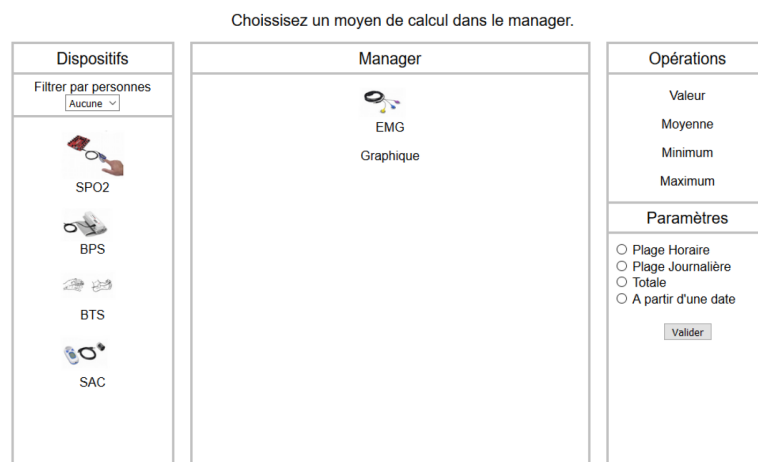 Choissisez un moyen de calcul dans le manager.
Dispositifs
Filtrer par personnes
Aucune
SPO2
BPS
BTS
SAC
Manager
EMG
Graphique
Opérations
Valeur
Moyenne
Minimum
Maximum
Paramètres
Plage Horaire
Plage Journalière
Totale
A partir d'une date
Valider